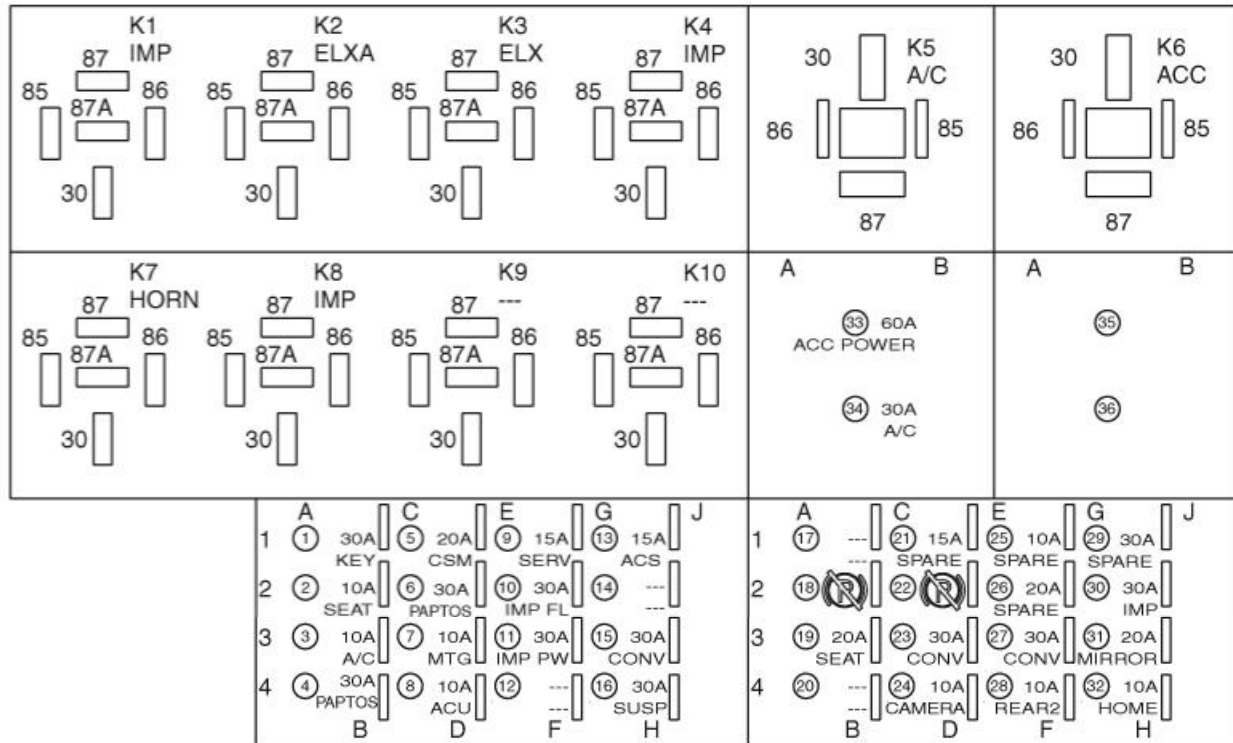 K1
IMP
87
85
86
87A
30
K2
ELXA
87
85
86
87A
30
K3
ELX
87
85
86
87A
30
K4
IMP
87
85
86
87A
30
K5
A/C
30
86
85
87
K6
ACC
30
86
85
87
K7
HORN
87
85
86
87A
30
K8
IMP
87
85
86
87A
30
K9
---
87
85
86
87A
30
K10
---
87
85
86
87A
30
A B
33 60A
ACC POWER
34 30A
A/C
A B
35
36
A C E G J
1 1 30A 5 20A 9 15A 13 15A
KEY CSM SERV ACS
2 2 10A 6 30A 10 30A 14 ---
SEAT PAPTOS IMP FL ---
3 3 10A 7 10A 11 30A 15 30A
A/C MTG IMP PW CONV
4 4 30A 8 10A 12 --- 16 30A
PAPTOS ACU --- SUSP
B D F H
A C E G J
1 17 --- 21 15A 25 10A 29 30A
--- SPARE SPARE SPARE
2 18 P 22 P 26 20A 30 30A
SPARE IMP
3 19 20A 23 30A 27 30A 31 20A
SEAT CONV CONV MIRROR
4 20 --- 24 10A 28 10A 32 10A
--- CAMERA REAR2 HOME
B D F H